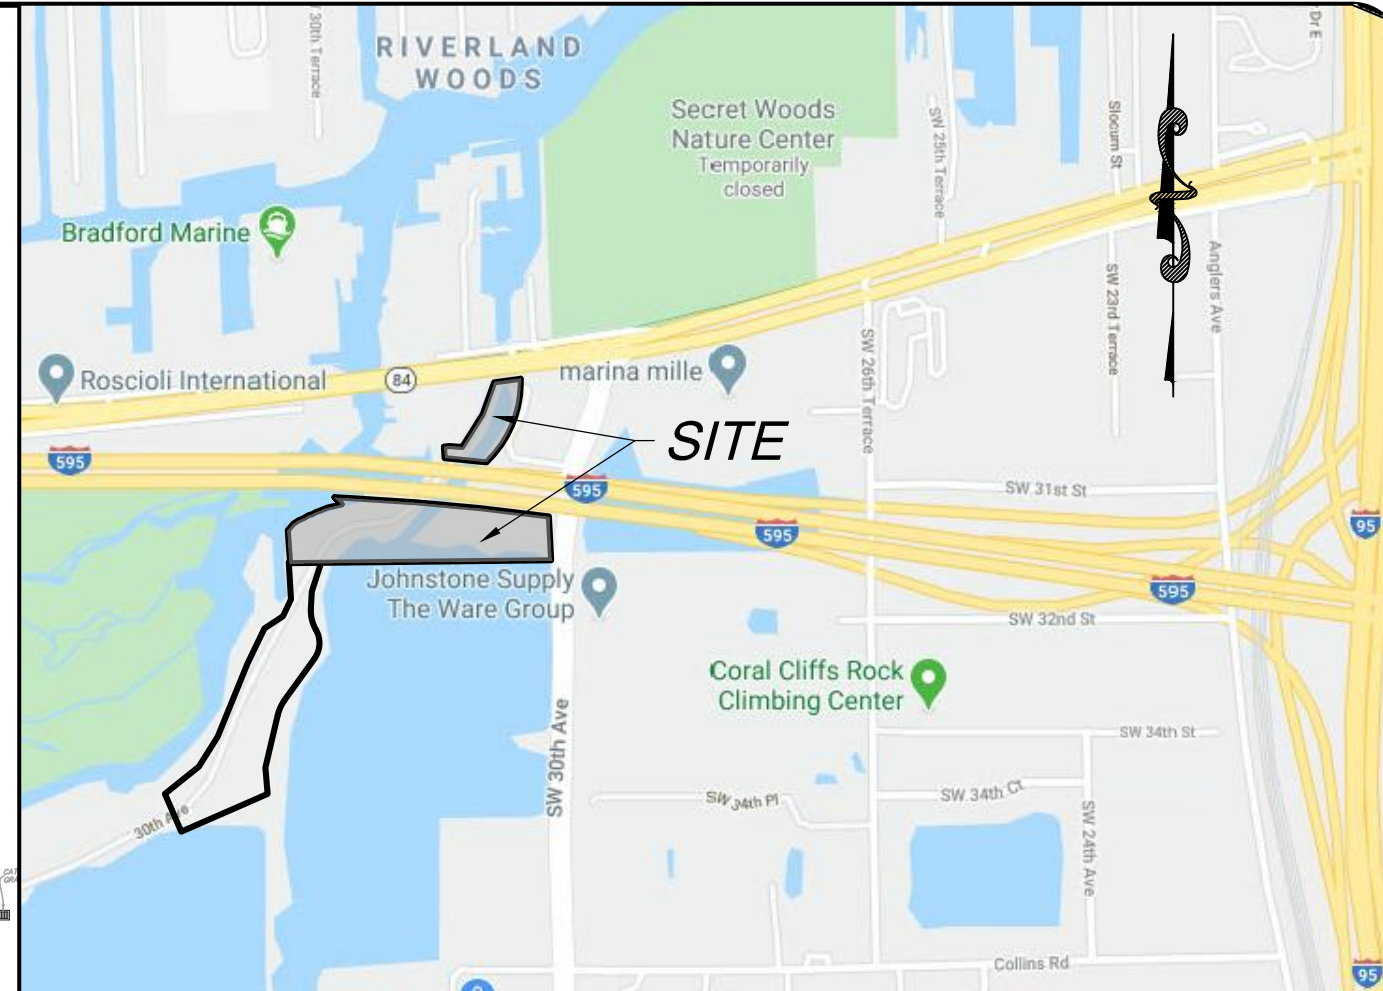 Dr E
30th Terrace
RIVERLAND
WOODS
Secret Woods
Nature Center
Temporarily
closed
SW 25th Terrace
Slocum St
Bradford Marine
Anglers Ave
SW 23rd Terrace
Roscioli International
84
marina mille
SW 26th Terrace
SITE
595
595
SW 31st St
595
95
Johnstone Supply
The Ware Group
595
SW 32nd St
Coral Cliffs Rock
Climbing Center
SW 30th Ave
SW 34th St
SW 34th Pl
SW 34th Ct
30th Ave
SW 24th Ave
Collins Rd
95